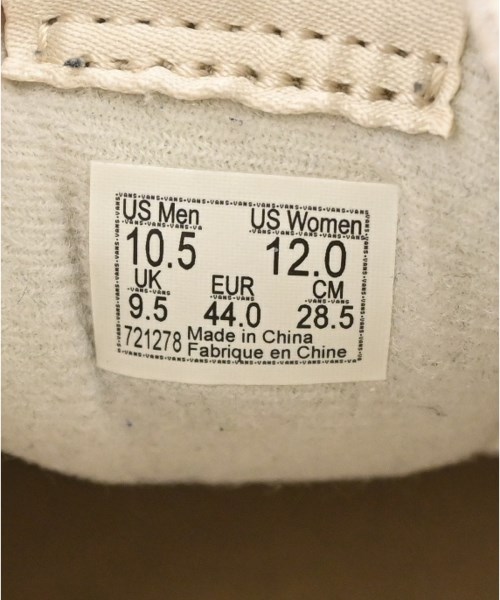 US Men US Women
10.5 12.0
UK EUR CM
9.5 44.0 28.5
721278 Made in China
Fabrique en Chine